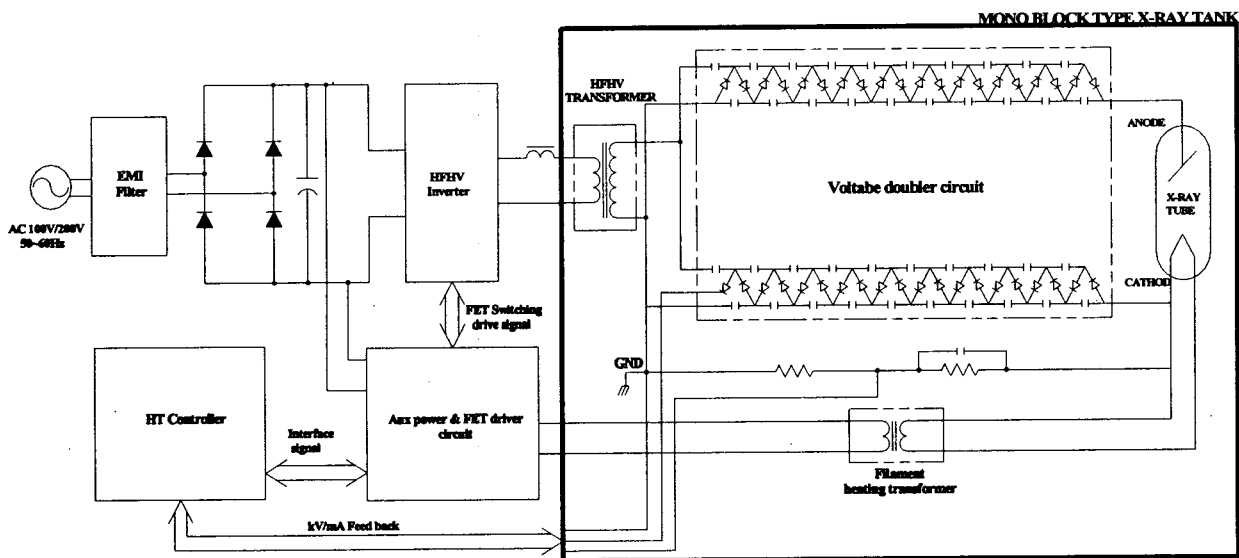 MONO BLOCK TYPE X-RAY TANK
HFHV
TRANSFORMER
ANODE
EMI
Filter
HFHV
Inverter
Voltabe doubler circuit
X-RAY
TUBE
AC 100V/200V
50~60Hz
CATHOD
FET Switching
drive signal
GND
HT Controller
Aux power & FET driver
circuit
Interface
signal
Filament
heating transformer
kV/mA Feed back